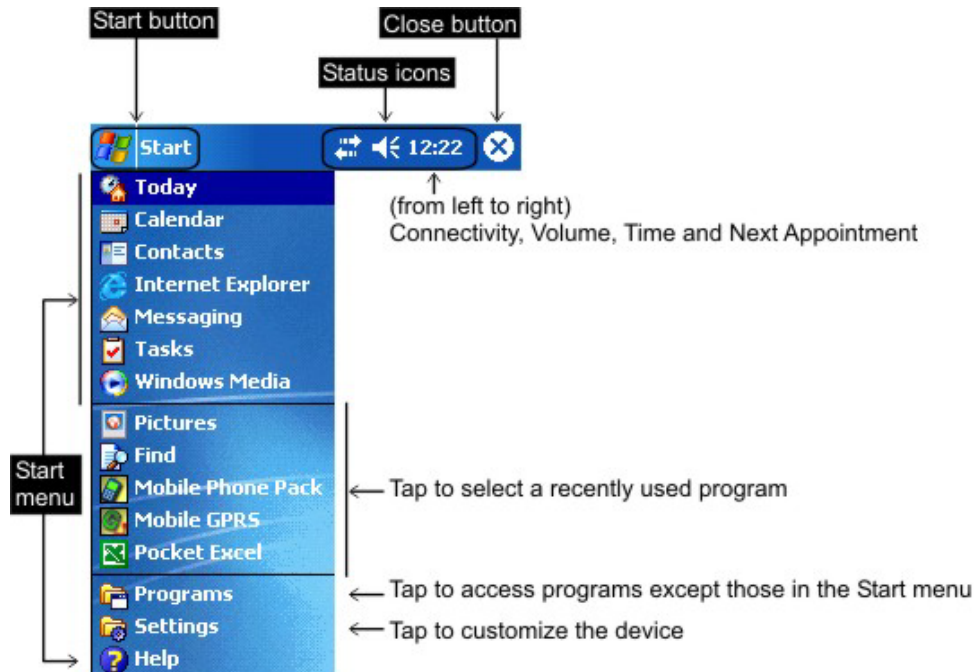 Start button
Close button
Status icons
Start
12:22
(from left to right)
Connectivity, Volume, Time and Next Appointment
Today
Calendar
Contacts
Internet Explorer
Messaging
Tasks
Windows Media
Pictures
Find
Start
menu
Mobile Phone Pack
Tap to select a recently used program
Mobile GPRS
Pocket Excel
Programs
Tap to access programs except those in the Start menu
Settings
Tap to customize the device
Help